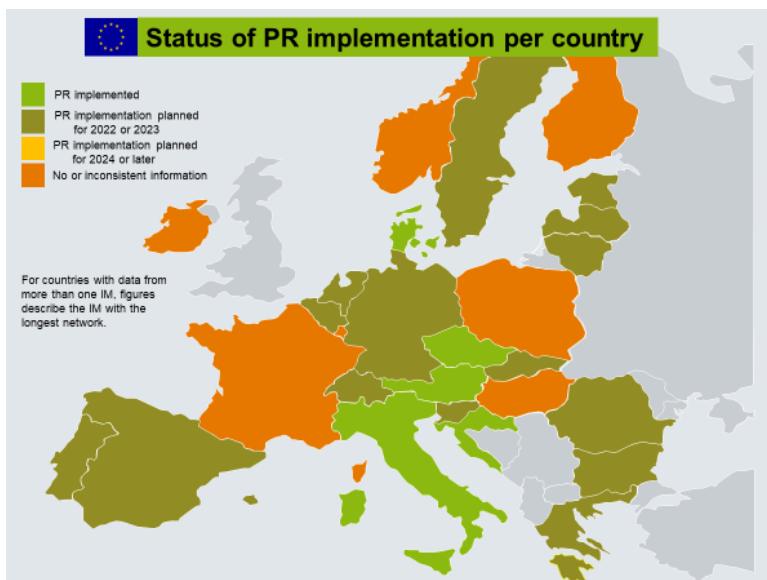 Status of PR implementation per country
PR implemented
PR implementation planned
for 2022 or 2023
PR implementation planned
for 2024 or later
No or inconsistent information
For countries with data from
more than one IM, figures
describe the IM with the
longest network.